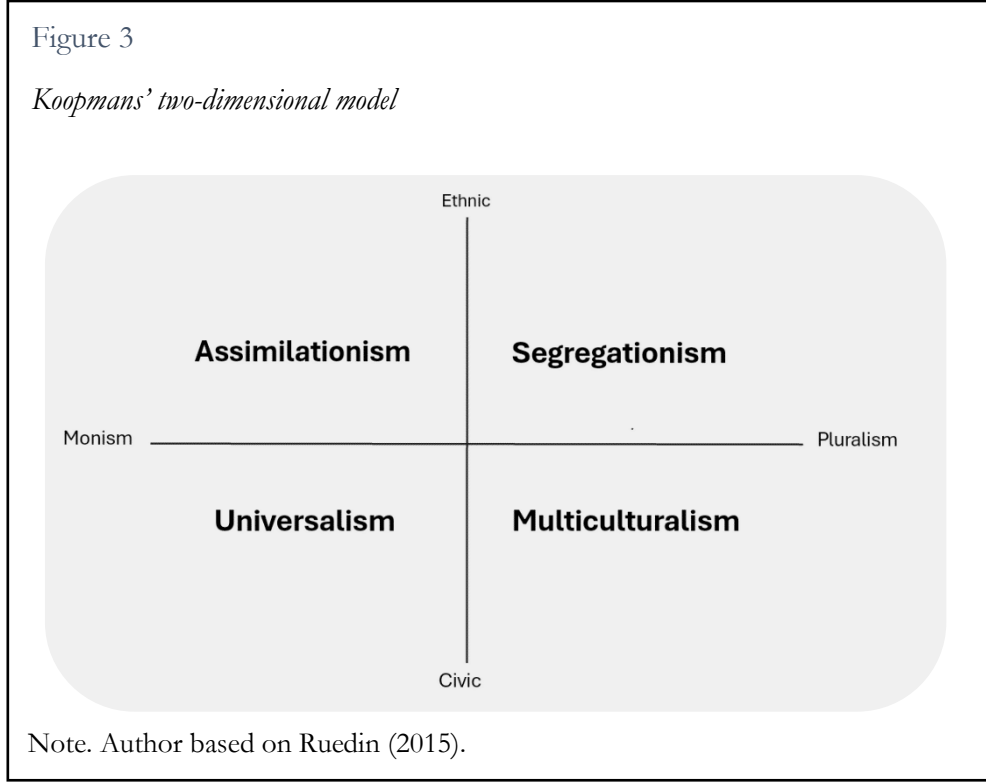 Figure 3
Koopmans’ two-dimensional model
Ethnic
Assimilationism Segregationism
Monism Pluralism
Universalism Multiculturalism
Civic
Note. Author based on Ruedin (2015).